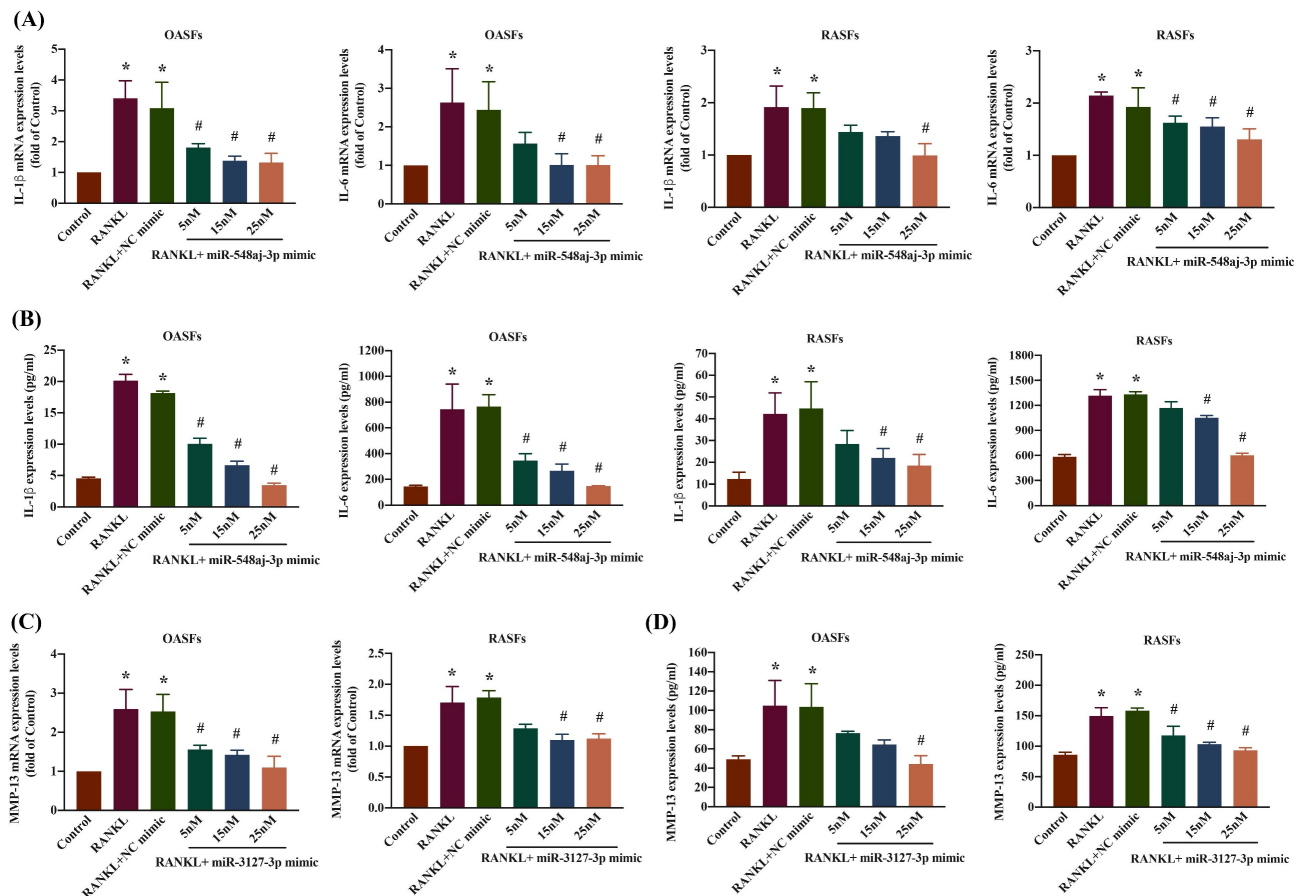 (A)
OASFs
IL-1β mRNA expression levels
(fold of Control)
5
4
3
2
1
0
* * # # #
Control
RANKL
RANKL+NC mimic
5nM
15nM
25nM
RANKL+ miR-548aj-3p mimic
OASFs
IL-6 mRNA expression levels
(fold of Control)
4
3
2
1
0
* * # #
Control
RANKL
RANKL+NC mimic
5nM
15nM
25nM
RANKL+ miR-548aj-3p mimic
RASFs
IL-1β mRNA expression levels
(fold of Control)
3
2
1
0
* * #
Control
RANKL
RANKL+NC mimic
5nM
15nM
25nM
RANKL+ miR-548aj-3p mimic
RASFs
IL-6 mRNA expression levels
(fold of Control)
3
2
1
0
* * # # #
Control
RANKL
RANKL+NC mimic
5nM
15nM
25nM
RANKL+ miR-548aj-3p mimic
(B)
OASFs
IL-1β expression levels (pg/ml)
25
20
15
10
5
0
* * # # #
Control
RANKL
RANKL+NC mimic
5nM
15nM
25nM
RANKL+ miR-548aj-3p mimic
OASFs
IL-6 expression levels (pg/ml)
1200
1000
800
600
400
200
0
* * # # #
Control
RANKL
RANKL+NC mimic
5nM
15nM
25nM
RANKL+ miR-548aj-3p mimic
RASFs
IL-1β expression levels (pg/ml)
70
60
50
40
30
20
10
0
* * # #
Control
RANKL
RANKL+NC mimic
5nM
15nM
25nM
RANKL+ miR-548aj-3p mimic
RASFs
IL-6 expression levels (pg/ml)
1800
1500
1200
900
600
300
0
* * # #
Control
RANKL
RANKL+NC mimic
5nM
15nM
25nM
RANKL+ miR-548aj-3p mimic
(C)
OASFs
MMP-13 mRNA expression levels
(fold of Control)
4
3
2
1
0
* * # # #
Control
RANKL
RANKL+NC mimic
5nM
15nM
25nM
RANKL+ miR-3127-3p mimic
RASFs
MMP-13 mRNA expression levels
(fold of Control)
2.5
2.0
1.5
1.0
0.5
0.0
* * # #
Control
RANKL
RANKL+NC mimic
5nM
15nM
25nM
RANKL+ miR-3127-3p mimic
(D)
OASFs
MMP-13 expression levels (pg/ml)
160
140
120
100
80
60
40
20
0
* * #
Control
RANKL
RANKL+NC mimic
5nM
15nM
25nM
RANKL+ miR-3127-3p mimic
RASFs
MMP-13 expression levels (pg/ml)
250
200
150
100
50
0
* * # # #
Control
RANKL
RANKL+NC mimic
5nM
15nM
25nM
RANKL+ miR-3127-3p mimic